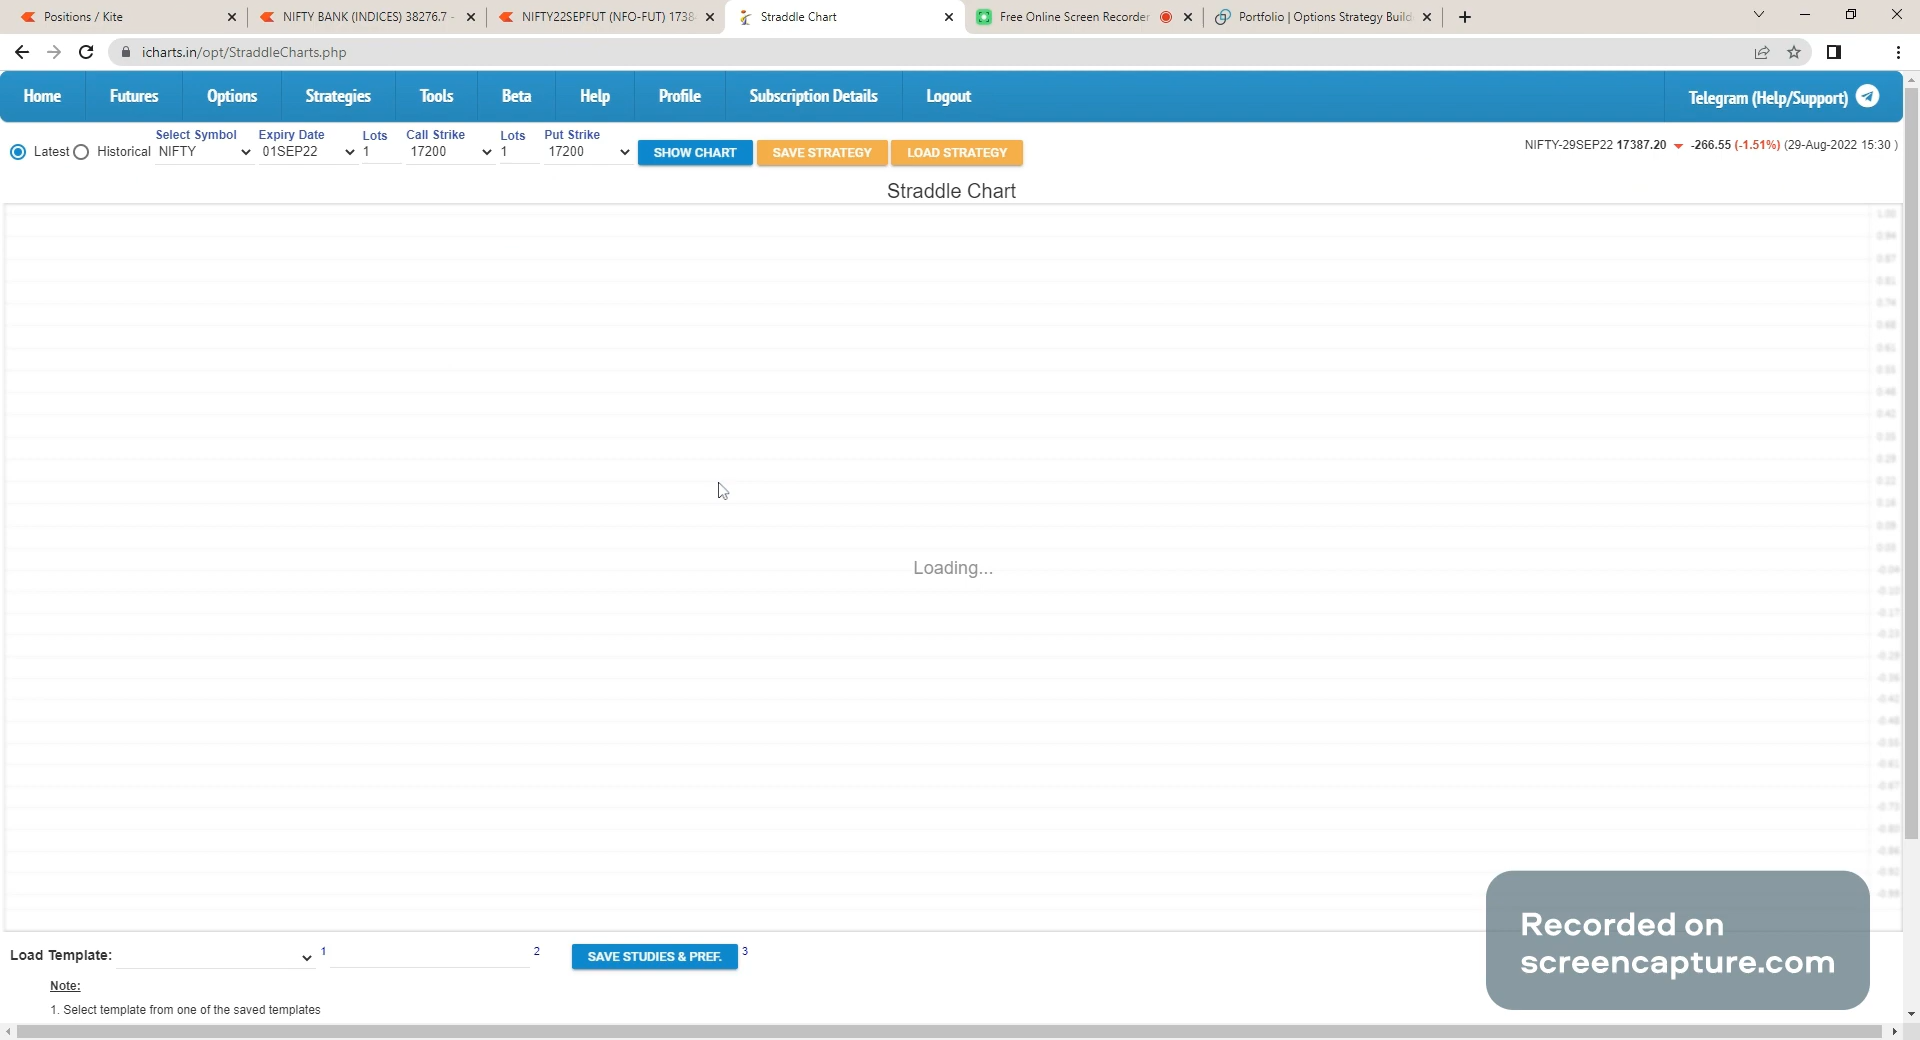 Positions / Kite
NIFTY BANK (INDICES) 38276.7 -
NIFTY22SEPFUT (NFO-FUT) 1738
Straddle Chart
Free Online Screen Recorder
Portfolio | Options Strategy Build
icharts.in/opt/StraddleCharts.php
Home
Futures
Options
Strategies
Tools
Beta
Help
Profile
Subscription Details
Logout
Telegram (Help/Support)
Select Symbol
Expiry Date
Lots
Call Strike
Lots
Put Strike
Latest
Historical
NIFTY
01SEP22
1
17200
1
17200
SHOW CHART
SAVE STRATEGY
LOAD STRATEGY
NIFTY-29SEP22 17387.20 -266.55 (-1.51%) (29-Aug-2022 15:30 )
Straddle Chart
Loading...
Load Template:
1
2
SAVE STUDIES & PREF.
3
Note:
1. Select template from one of the saved templates
Recorded on
screencapture.com